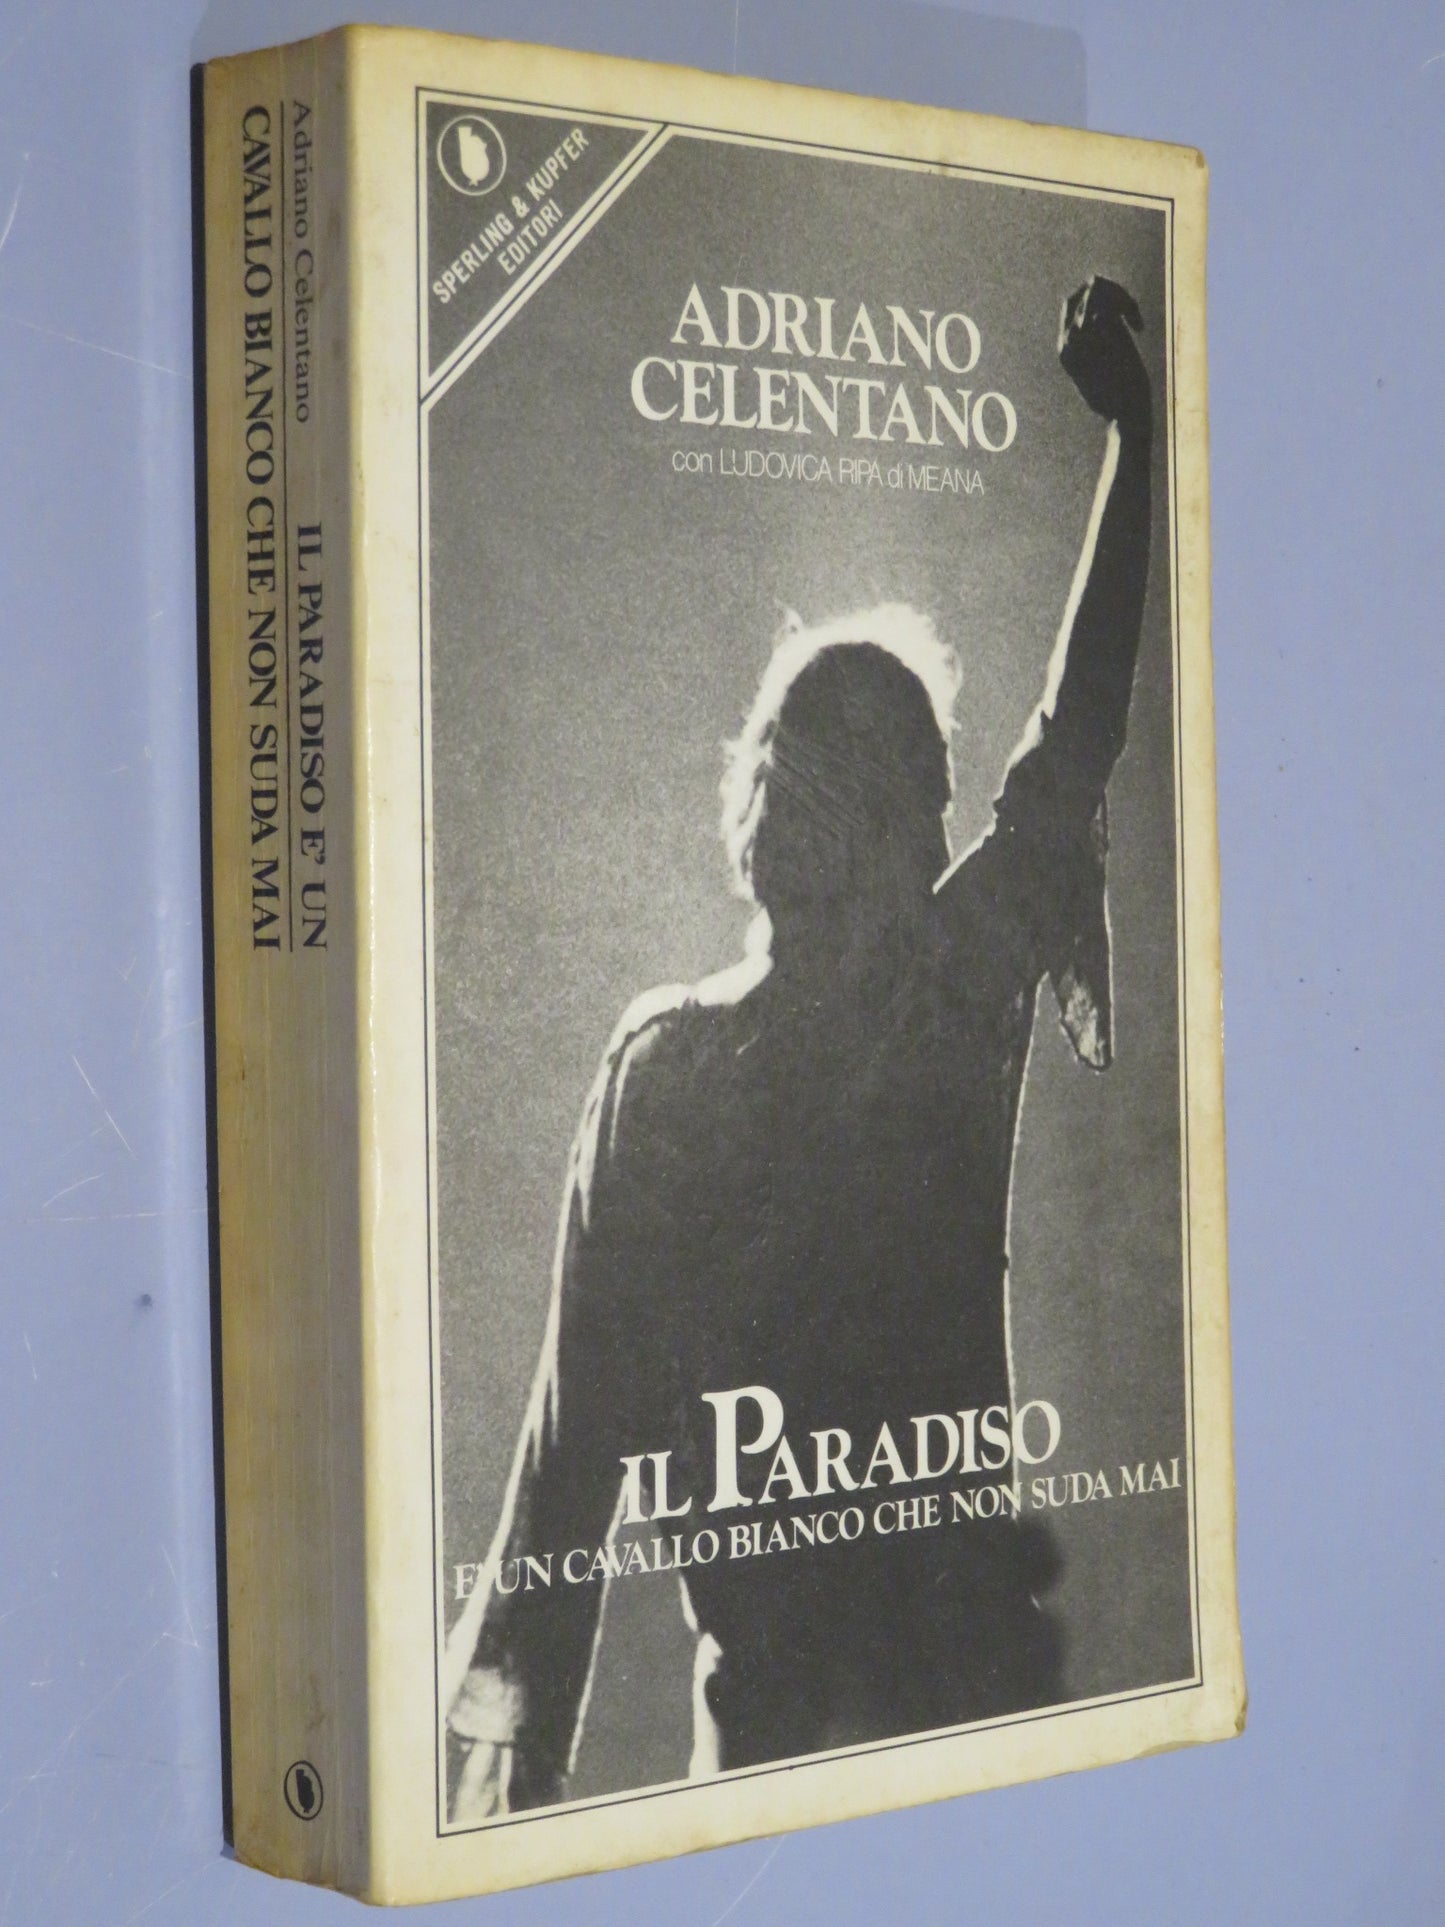 Adriano Celentano
IL PARADISO E' UN
CAVALLO BIANCO CHE NON SUDA MAI
SPERLING & KUPFER
EDITORI
ADRIANO
CELENTANO
con LUDOVICA RIPA di MEANA
IL PARADISO
E' UN CAVALLO BIANCO CHE NON SUDA MAI